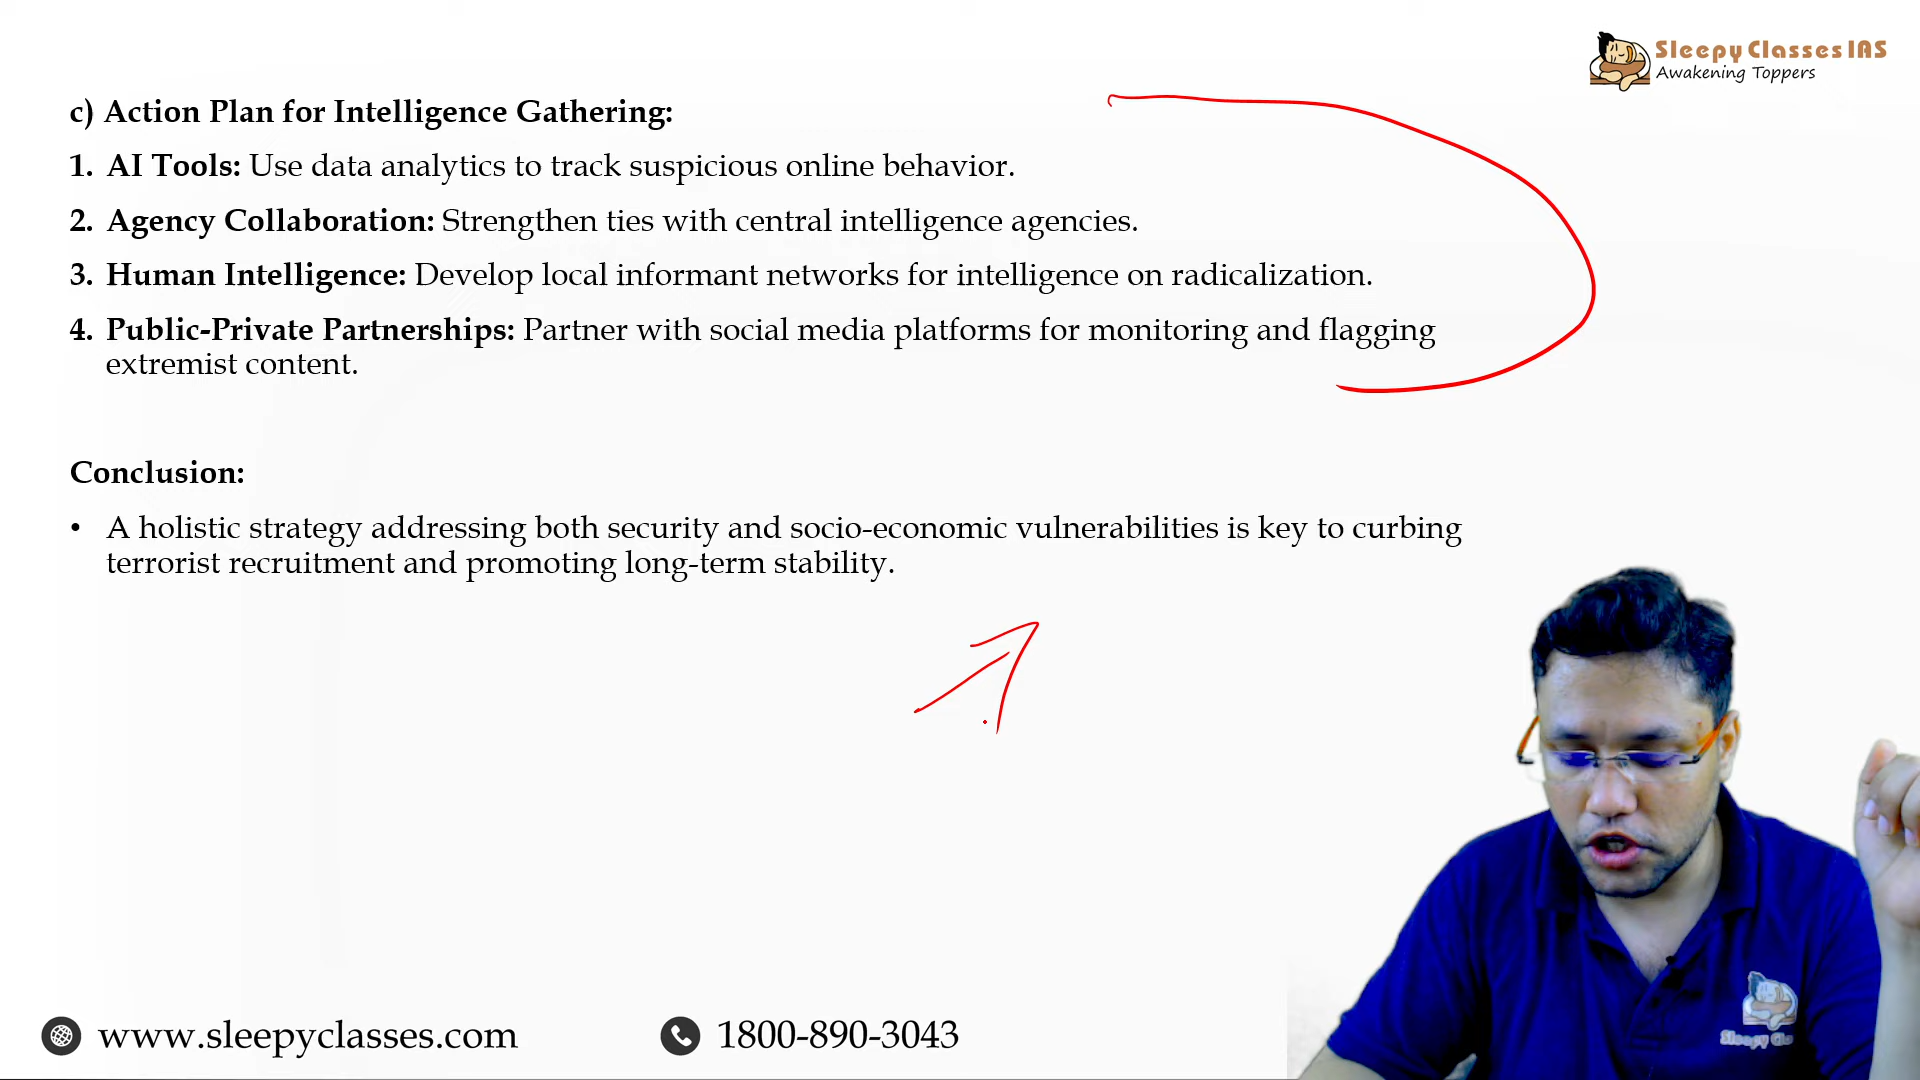 Sleepy Classes IAS
Awakening Toppers
c) Action Plan for Intelligence Gathering:
1. AI Tools: Use data analytics to track suspicious online behavior.
2. Agency Collaboration: Strengthen ties with central intelligence agencies.
3. Human Intelligence: Develop local informant networks for intelligence on radicalization.
4. Public-Private Partnerships: Partner with social media platforms for monitoring and flagging
extremist content.
Conclusion:
• A holistic strategy addressing both security and socio-economic vulnerabilities is key to curbing
terrorist recruitment and promoting long-term stability.
Sleepy Cla
www.sleepyclasses.com
1800-890-3043